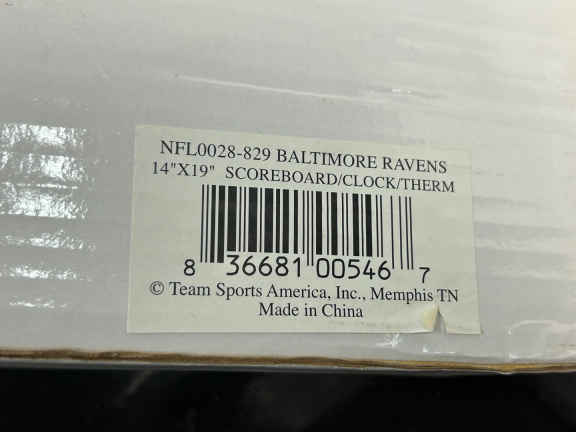 NFL0028-829 BALTIMORE RAVENS
14"X19" SCOREBOARD/CLOCK/THERM
8 36681 00546 7
© Team Sports America, Inc., Memphis TN
Made in China